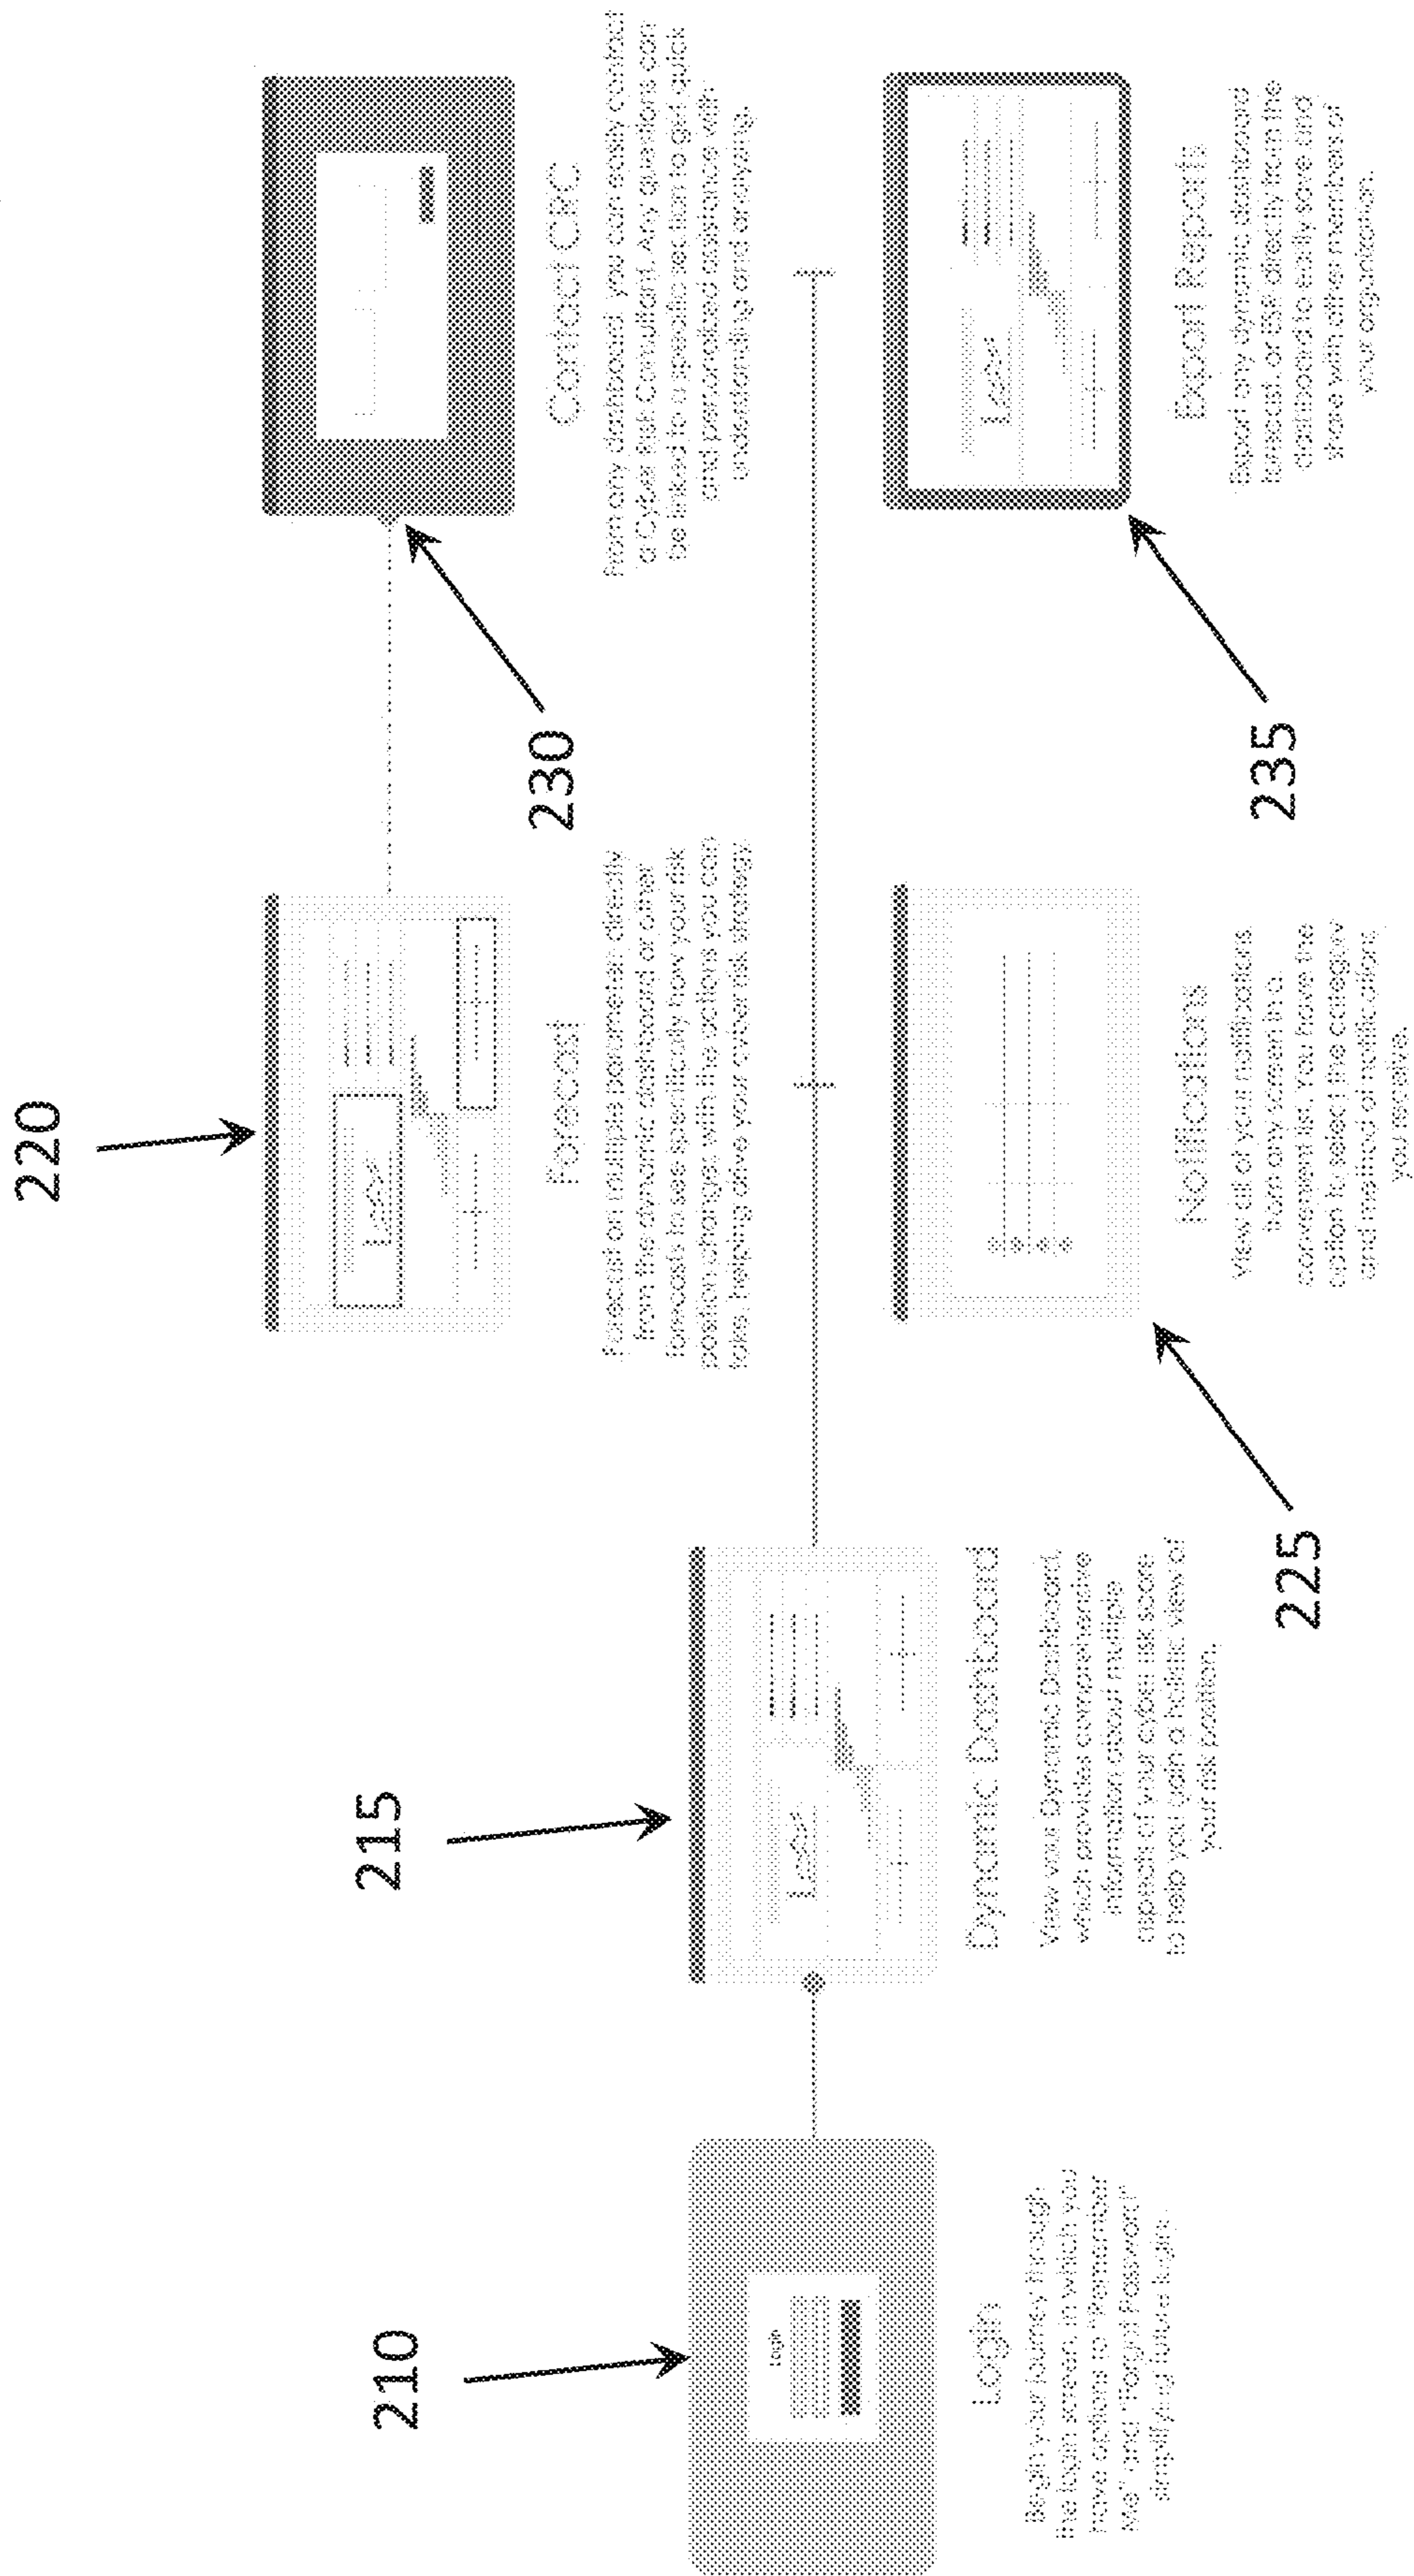 210
Login
Login
Begin your journey through
the login screen, in which you
have options to "Remember
Me" and "Forgot Password"
simplifying future logins.
215
Dynamic Dashboard
View your Dynamic Dashboard,
which provides comprehensive
information about multiple
aspects of your cyber risk score
to help you gain a holistic view of
your risk position.
220
Forecast
Forecast on multiple parameters directly
from the dynamic dashboard or other
forecasts to see specifically how your risk
position changes with the actions you can
take, helping drive your cyber risk strategy.
230
Contact CRC
From any dashboard, you can easily contact
a Cyber Risk Consultant. Any questions can
be linked to a specific section to get quick
and personalized assistance with
understanding and analyzing.
225
Notifications
View all of your notifications
from any screen in a
convenient list. You have the
option to select the category
and method of notifications
you receive.
235
Export Reports
Export any dynamic dashboard
forecast, or BSR directly from the
dashboard to easily save and
share with other members of
your organization.